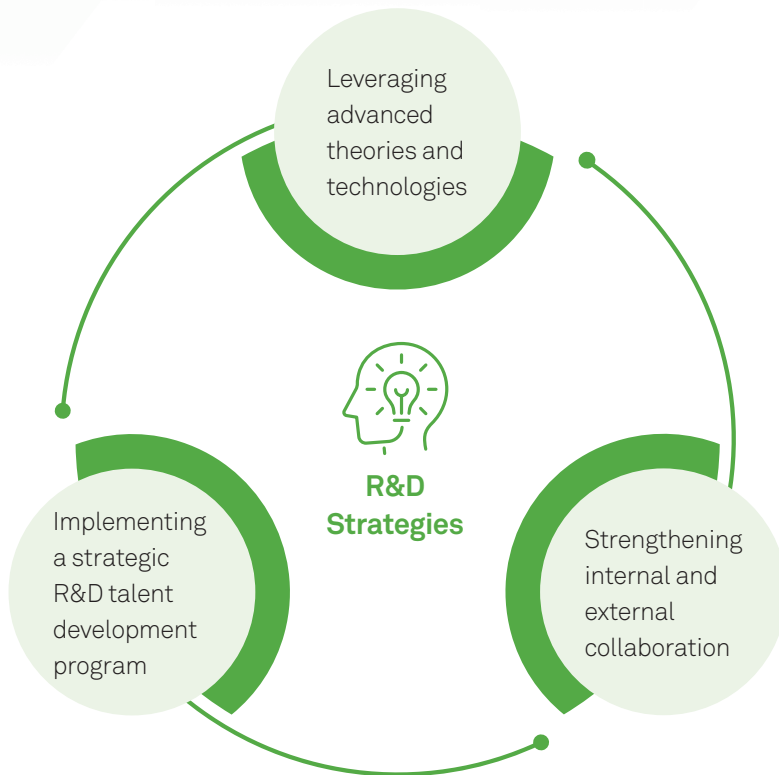 Leveraging
advanced
theories and
technologies
R&D
Strategies
Implementing
a strategic
R&D talent
development
program
Strengthening
internal and
external
collaboration